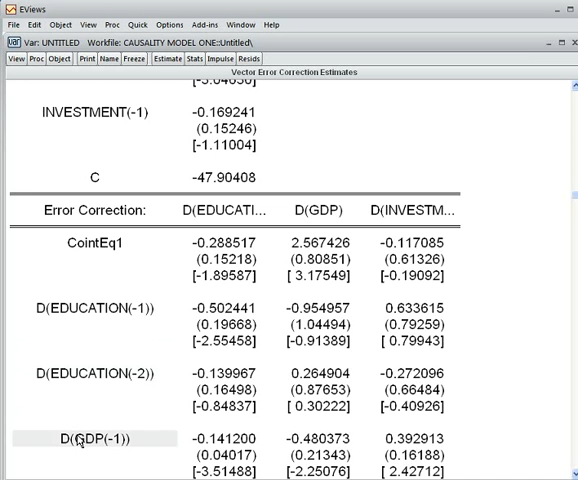 EViews
File Edit Object View Proc Quick Options Add-ins Window Help
Var: UNTITLED Workfile: CAUSALITY MODEL ONE::Untitled\
View Proc Object Print Name Freeze Estimate Stats Impulse Resids
Vector Error Correction Estimates
INVESTMENT(-1) -0.169241
(0.15246)
[-1.11004]
C -47.90408
Error Correction: D(EDUCATI... D(GDP) D(INVESTM...
CointEq1 -0.288517 2.567426 -0.117085
(0.15218) (0.80851) (0.61326)
[-1.89587] [ 3.17549] [-0.19092]
D(EDUCATION(-1)) -0.502441 -0.954957 0.633615
(0.19668) (1.04494) (0.79259)
[-2.55458] [-0.91389] [ 0.79943]
D(EDUCATION(-2)) -0.139967 0.264904 -0.272096
(0.16498) (0.87653) (0.66484)
[-0.84837] [ 0.30222] [-0.40926]
D(GDP(-1)) -0.141200 -0.480373 0.392913
(0.04017) (0.21343) (0.16188)
[-3.51488] [-2.25076] [ 2.42712]